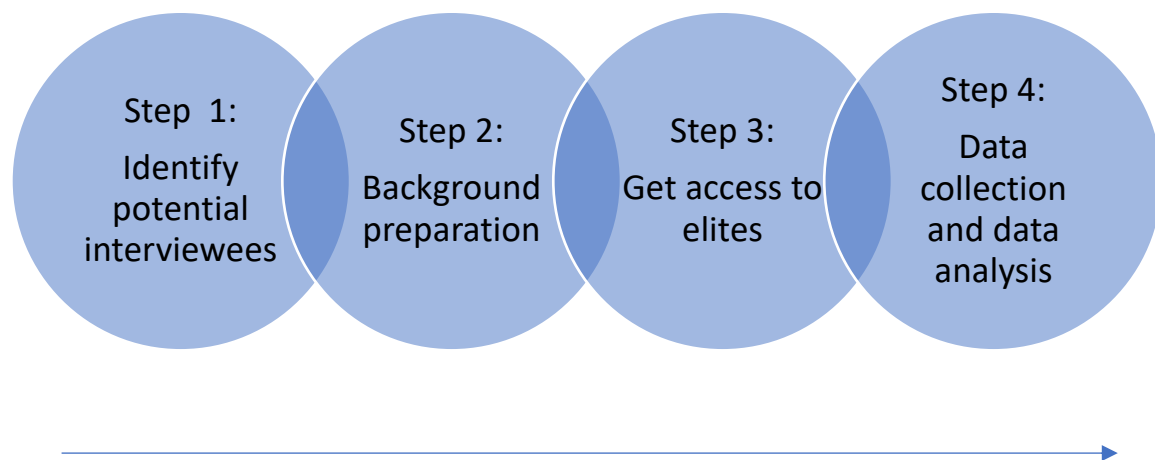 Step 1:
Identify
potential
interviewees
Step 2:
Background
preparation
Step 3:
Get access to
elites
Step 4:
Data
collection
and data
analysis